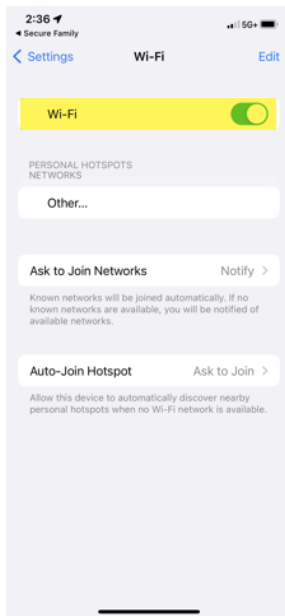 2:36
5G+
Secure Family
Settings
Wi-Fi
Edit
Wi-Fi
PERSONAL HOTSPOTS
NETWORKS
Other...
Ask to Join Networks
Notify
Known networks will be joined automatically. If no
known networks are available, you will be notified of
available networks.
Auto-Join Hotspot
Ask to Join
Allow this device to automatically discover nearby
personal hotspots when no Wi-Fi network is available.